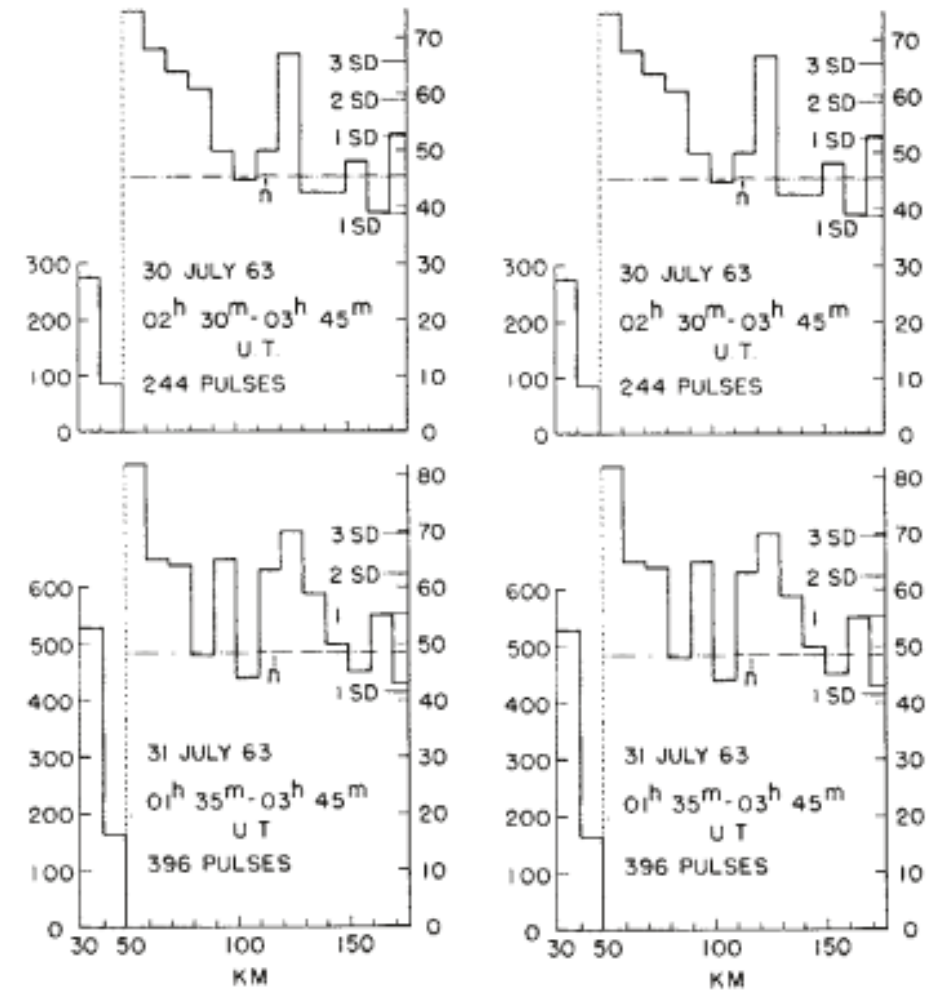 70
3 SD
60
2 SD
1 SD
50
n̄
40
1 SD
300
30 JULY 63
30
200
02ʰ 30ᵐ-03ʰ 45ᵐ
20
U.T.
100
244 PULSES
10
0
0
70
3 SD
60
2 SD
1 SD
50
n̄
40
1 SD
300
30 JULY 63
30
200
02ʰ 30ᵐ-03ʰ 45ᵐ
20
U.T.
100
244 PULSES
10
0
0
80
70
3 SD
2 SD
600
60
1
500
50
n̄
1 SD
400
40
300
31 JULY 63
30
01ʰ 35ᵐ-03ʰ 45ᵐ
200
20
U T
100
396 PULSES
10
0
0
30 50 100 150
KM
80
70
3 SD
2 SD
600
60
1
500
50
n̄
1 SD
400
40
300
31 JULY 63
30
01ʰ 35ᵐ-03ʰ 45ᵐ
200
20
U T
100
396 PULSES
10
0
0
30 50 100 150
KM